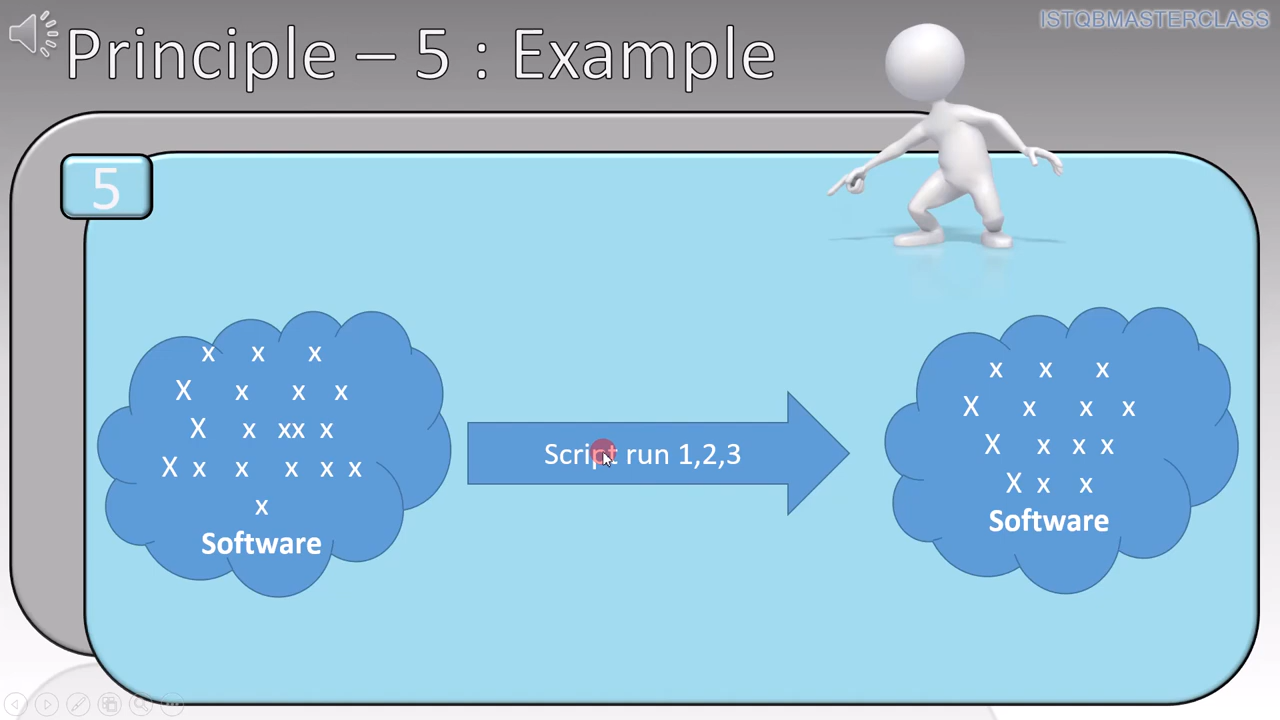 ISTQBMASTERCLASS
Principle – 5 : Example
5
x x x
X x x x
X x xx x
X x x x x x
x
Software
Script run 1,2,3
x x x
X x x x
X x x x
X x x
Software